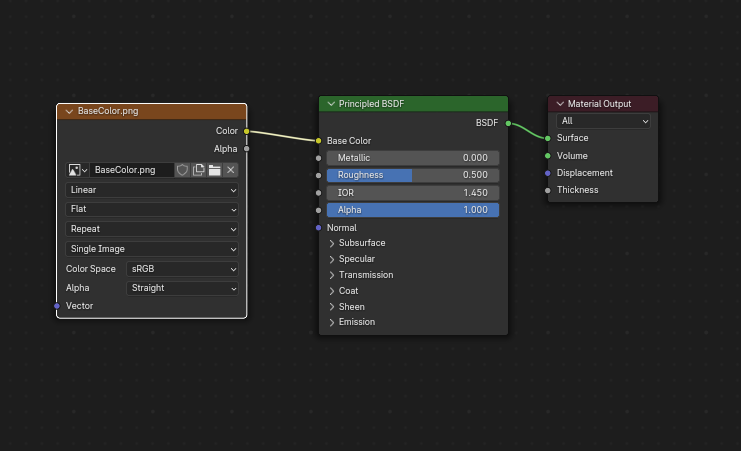 BaseColor.png
Color
Alpha
BaseColor.png
Linear
Flat
Repeat
Single Image
Color Space sRGB
Alpha Straight
Vector
Principled BSDF
BSDF
Base Color
Metallic 0.000
Roughness 0.500
IOR 1.450
Alpha 1.000
Normal
Subsurface
Specular
Transmission
Coat
Sheen
Emission
Material Output
All
Surface
Volume
Displacement
Thickness